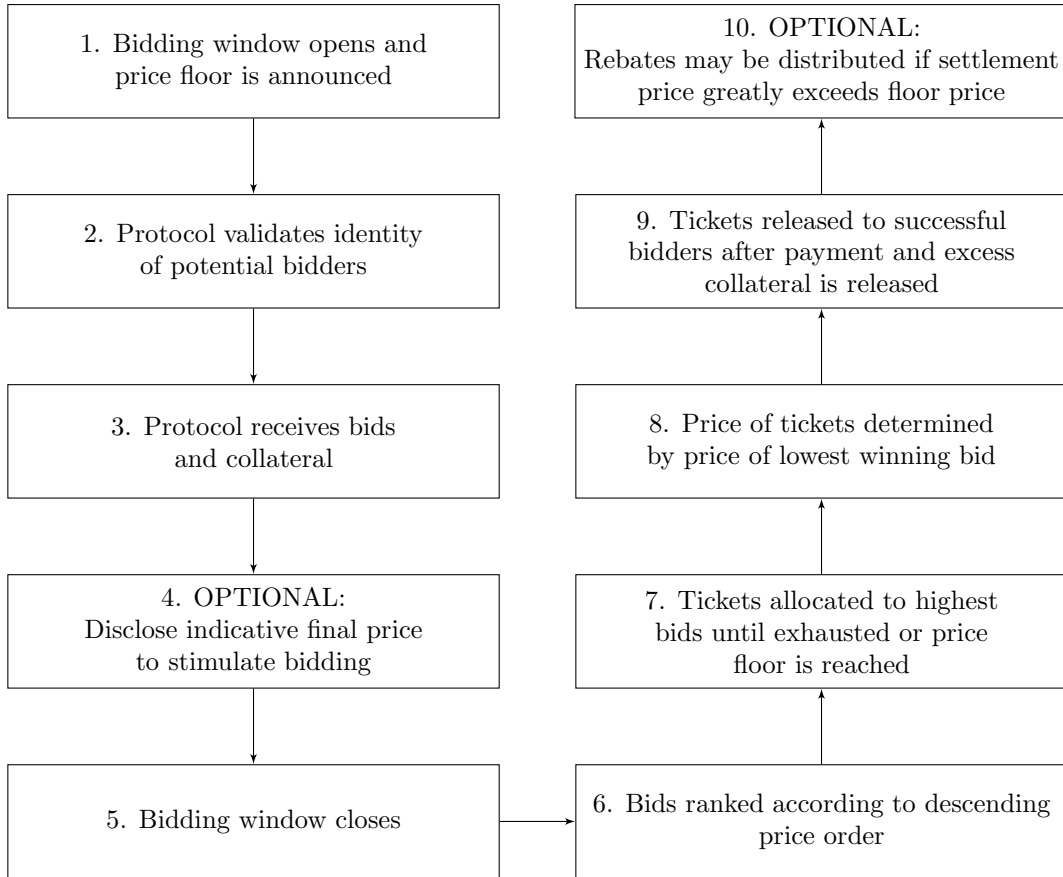 1. Bidding window opens and
price floor is announced
2. Protocol validates identity
of potential bidders
3. Protocol receives bids
and collateral
4. OPTIONAL:
Disclose indicative final price
to stimulate bidding
5. Bidding window closes
6. Bids ranked according to descending
price order
7. Tickets allocated to highest
bids until exhausted or price
floor is reached
8. Price of tickets determined
by price of lowest winning bid
9. Tickets released to successful
bidders after payment and excess
collateral is released
10. OPTIONAL:
Rebates may be distributed if settlement
price greatly exceeds floor price